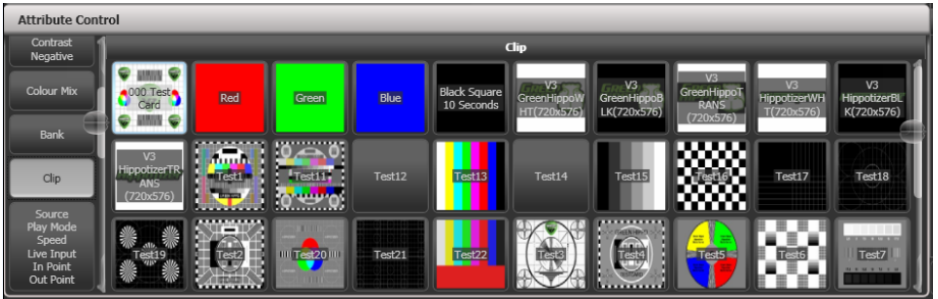 Attribute Control
Contrast
Negative
Colour Mix
Bank
Clip
Source
Play Mode
Speed
Live Input
In Point
Out Point
Clip
000 Test
Card
Red
Green
Blue
Black Square
10 Seconds
V3
GreenHippoW
HT(720x576)
V3
GreenHippoB
LK(720x576)
V3
GreenHippoT
RANS
(720x576)
V3
HippotizerWH
T(720x576)
V3
HippotizerBL
K(720x576)
V3
HippotizerTR
ANS
(720x576)
Test1
Test11
Test12
Test13
Test14
Test15
Test16
Test17
Test18
Test19
Test2
Test20
Test21
Test22
Test3
Test4
Test5
Test6
Test7